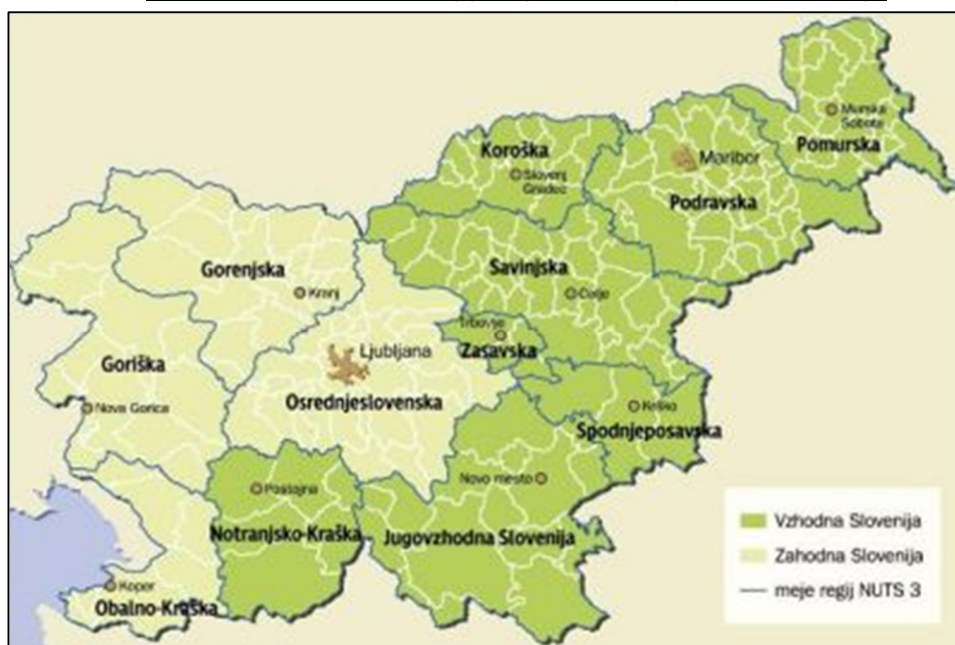 Murska
Sobota
Pomurska
Koroška
Slovenj
Gradec
Maribor
Podravska
Gorenjska
Kranj
Savinjska
Celje
Trbovlje
Zasavska
Ljubljana
Goriška
Osrednjeslovenska
Nova Gorica
Krško
Spodnjeposavska
Postojna
Novo mesto
Notranjsko-Kraška
Jugovzhodna Slovenija
Koper
Obalno-Kraška
Vzhodna Slovenija
Zahodna Slovenija
meje regij NUTS 3